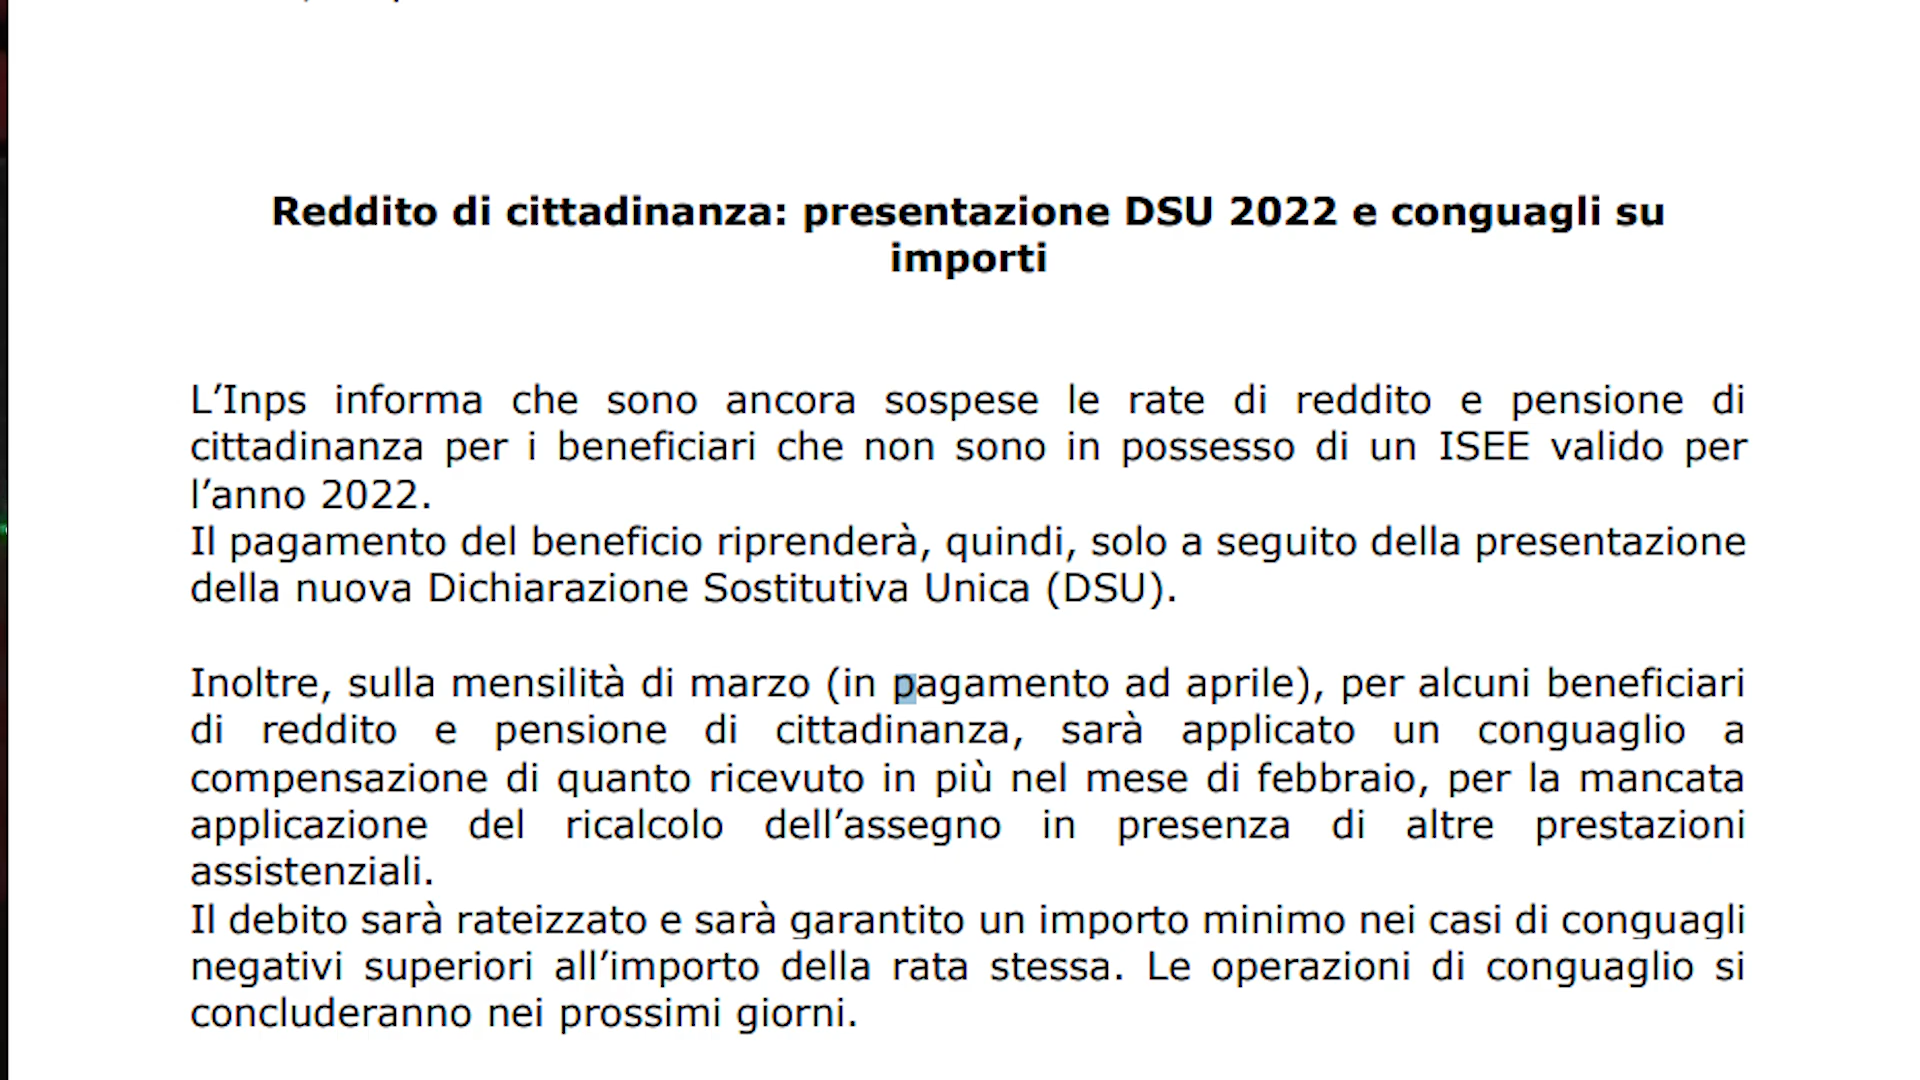 Reddito di cittadinanza: presentazione DSU 2022 e conguagli su
importi
L’Inps informa che sono ancora sospese le rate di reddito e pensione di
cittadinanza per i beneficiari che non sono in possesso di un ISEE valido per
l’anno 2022.
Il pagamento del beneficio riprenderà, quindi, solo a seguito della presentazione
della nuova Dichiarazione Sostitutiva Unica (DSU).
Inoltre, sulla mensilità di marzo (in pagamento ad aprile), per alcuni beneficiari
di reddito e pensione di cittadinanza, sarà applicato un conguaglio a
compensazione di quanto ricevuto in più nel mese di febbraio, per la mancata
applicazione del ricalcolo dell’assegno in presenza di altre prestazioni
assistenziali.
Il debito sarà rateizzato e sarà garantito un importo minimo nei casi di conguagli
negativi superiori all’importo della rata stessa. Le operazioni di conguaglio si
concluderanno nei prossimi giorni.